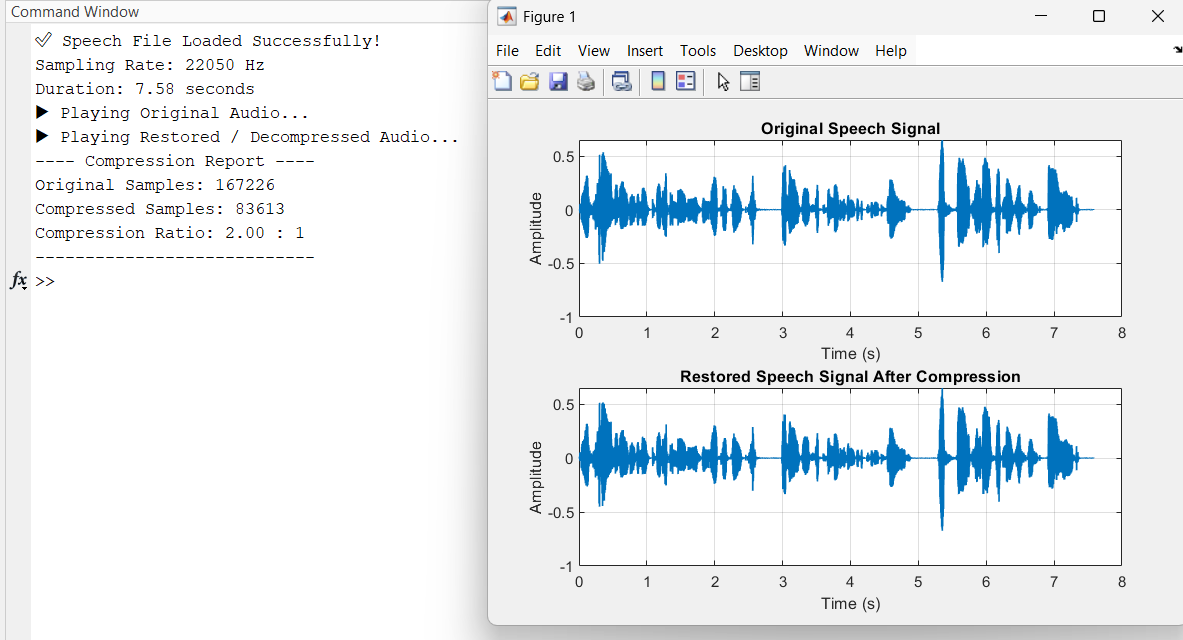 Command Window
✓ Speech File Loaded Successfully!
Sampling Rate: 22050 Hz
Duration: 7.58 seconds
▶ Playing Original Audio...
▶ Playing Restored / Decompressed Audio...
---- Compression Report ----
Original Samples: 167226
Compressed Samples: 83613
Compression Ratio: 2.00 : 1
----------------------------
fx >>
Figure 1
File Edit View Insert Tools Desktop Window Help
Original Speech Signal
0.5
0
-0.5
-1
Amplitude
0 1 2 3 4 5 6 7 8
Time (s)
Restored Speech Signal After Compression
0.5
0
-0.5
-1
Amplitude
0 1 2 3 4 5 6 7 8
Time (s)